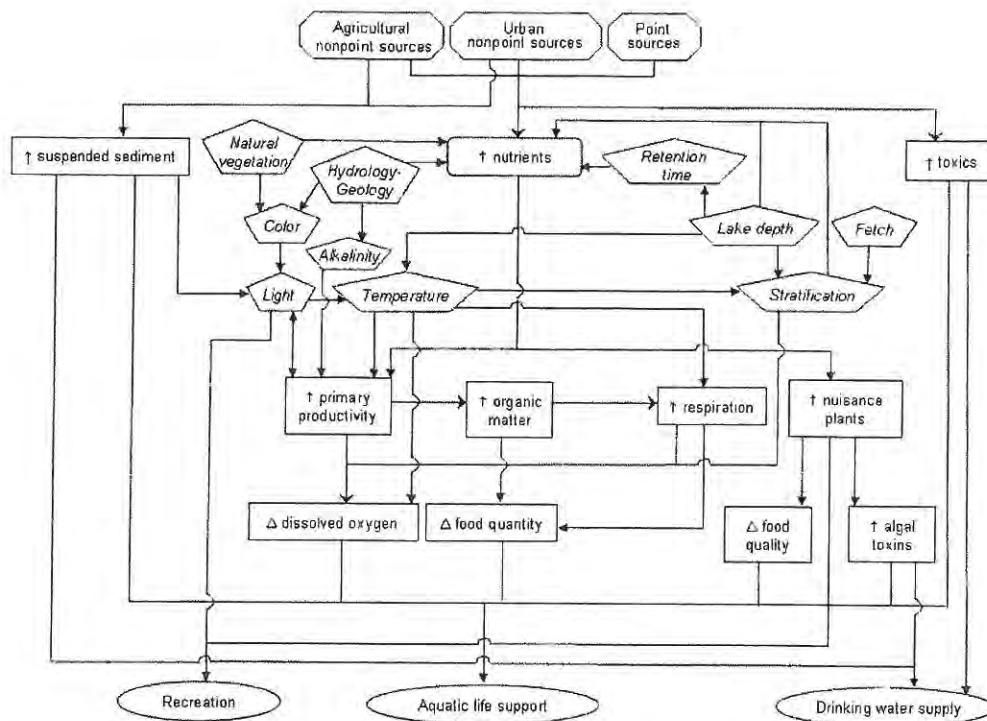 Agricultural
nonpoint sources
Urban
nonpoint sources
Point
sources
↑ suspended sediment
Natural
vegetation
Hydrology-
Geology
↑ nutrients
Retention
time
↑ toxics
Color
Alkalinity
Lake depth
Fetch
Light
Temperature
Stratification
↑ primary
productivity
↑ organic
matter
↑ respiration
↑ nuisance
plants
Δ dissolved oxygen
Δ food quantity
Δ food
quality
↑ algal
toxins
Recreation
Aquatic life support
Drinking water supply